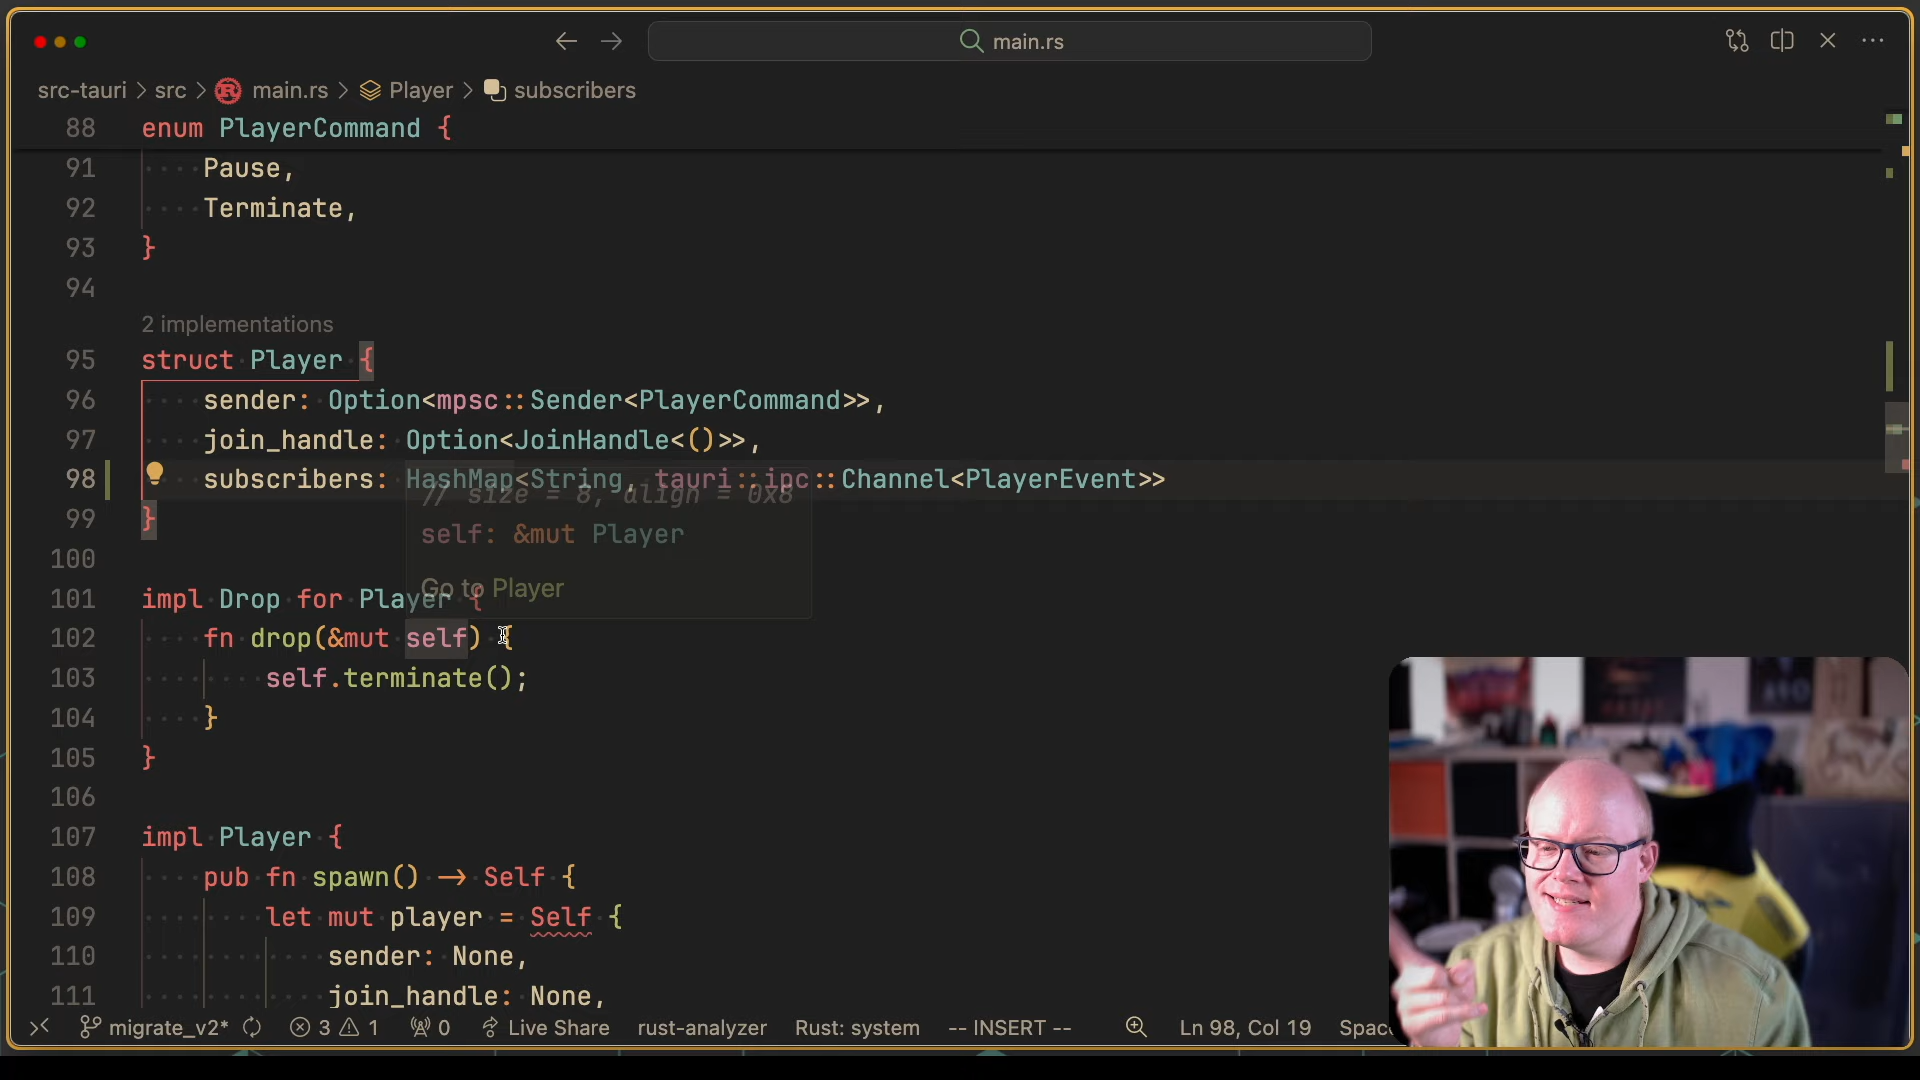 main.rs
src-tauri > src > main.rs > Player > subscribers
88 enum PlayerCommand {
91 Pause,
92 Terminate,
93 }
94
2 implementations
95 struct Player {
96 sender: Option<mpsc::Sender<PlayerCommand>>,
97 join_handle: Option<JoinHandle<()>>,
98 subscribers: HashMap<String, tauri::ipc::Channel<PlayerEvent>>
// size = 8, align = 0x8
99 }
self: &mut Player
100
Go to Player
101 impl Drop for Player {
102 fn drop(&mut self) {
103 self.terminate();
104 }
105 }
106
107 impl Player {
108 pub fn spawn() -> Self {
109 let mut player = Self {
110 sender: None,
111 join_handle: None,
migrate_v2* 3 1 0 Live Share rust-analyzer Rust: system -- INSERT -- Ln 98, Col 19 Spac